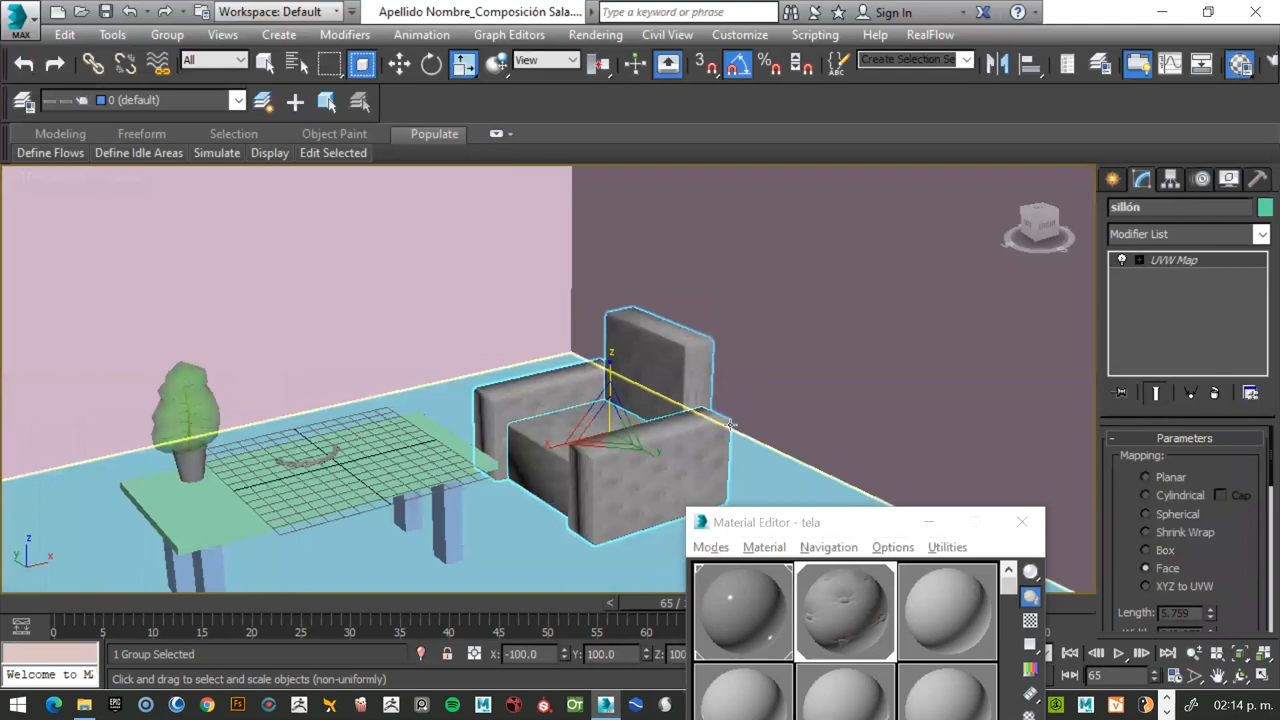 MAX Workspace: Default Apellido Nombre_Composición Sala.... Type a keyword or phrase Sign In
Edit Tools Group Views Create Modifiers Animation Graph Editors Rendering Civil View Customize Scripting Help RealFlow
All View 3 Create Selection Se
ABC
0 (default)
Modeling Freeform Selection Object Paint Populate
Define Flows Define Idle Areas Simulate Display Edit Selected
sillón
Modifier List
UVW Map
z
x
y
z
y
x
Parameters
Mapping:
Planar
Cylindrical Cap
Spherical
Shrink Wrap
Box
Face
XYZ to UVW
Length: 5.759
Material Editor - tela
Modes Material Navigation Options Utilities
65 /
0 5 10 15 20 25 30 35 40 45 50 55 60
1 Group Selected X: -100.0 Y: 100.0 Z: 100
Welcome to M Click and drag to select and scale objects (non-uniformly) 65
02:14 p. m.